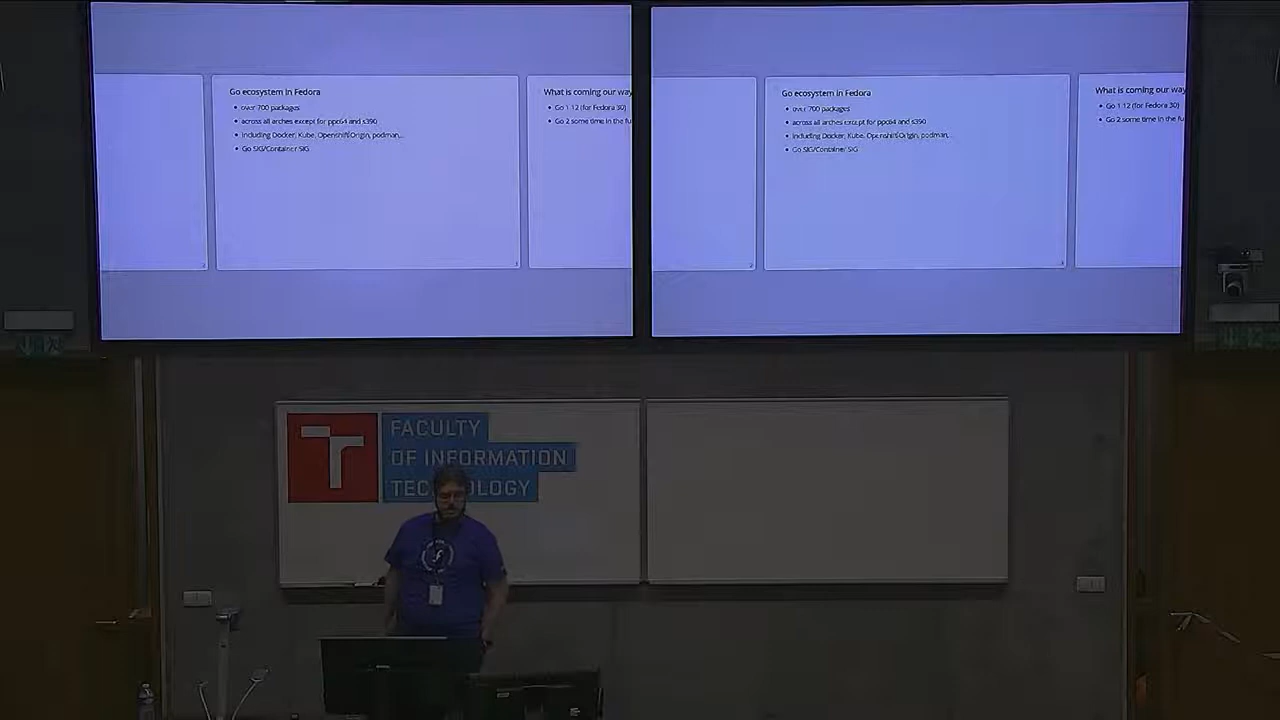 Go ecosystem in Fedora
over 700 packages
across all arches except for ppc64 and s390
including Docker, Kube, Openshift/Origin, podman,...
Go SIG/Container SIG
What is coming our way
Go 1.12 (for Fedora 30)
Go 2 some time in the fu
Go ecosystem in Fedora
over 700 packages
across all arches except for ppc64 and s390
including Docker, Kube, Openshift/Origin, podman,...
Go SIG/Container SIG
What is coming our way
Go 1.12 (for Fedora 30)
Go 2 some time in the fu
T
FACULTY
OF INFORMATION
TEC OLOGY